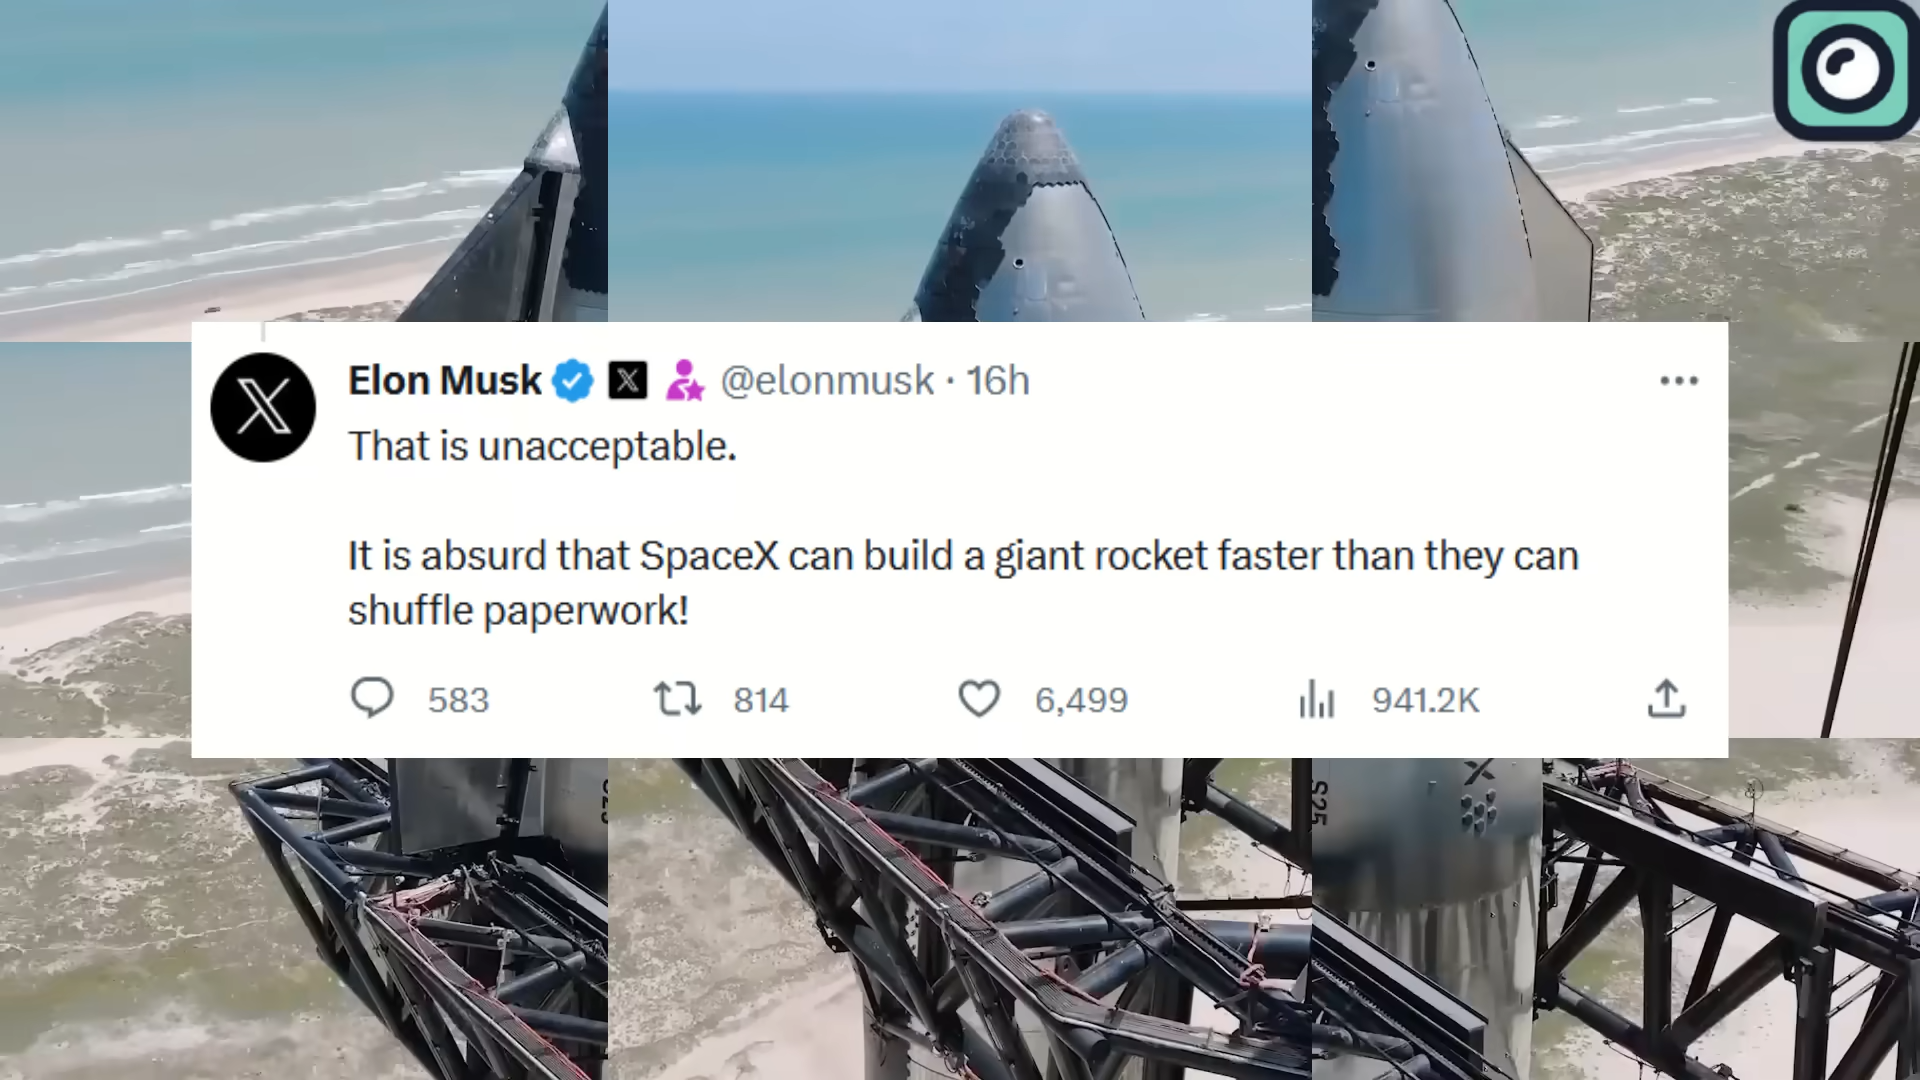 Elon Musk @elonmusk · 16h
That is unacceptable.
It is absurd that SpaceX can build a giant rocket faster than they can
shuffle paperwork!
583 814 6,499 941.2K
S25
S25